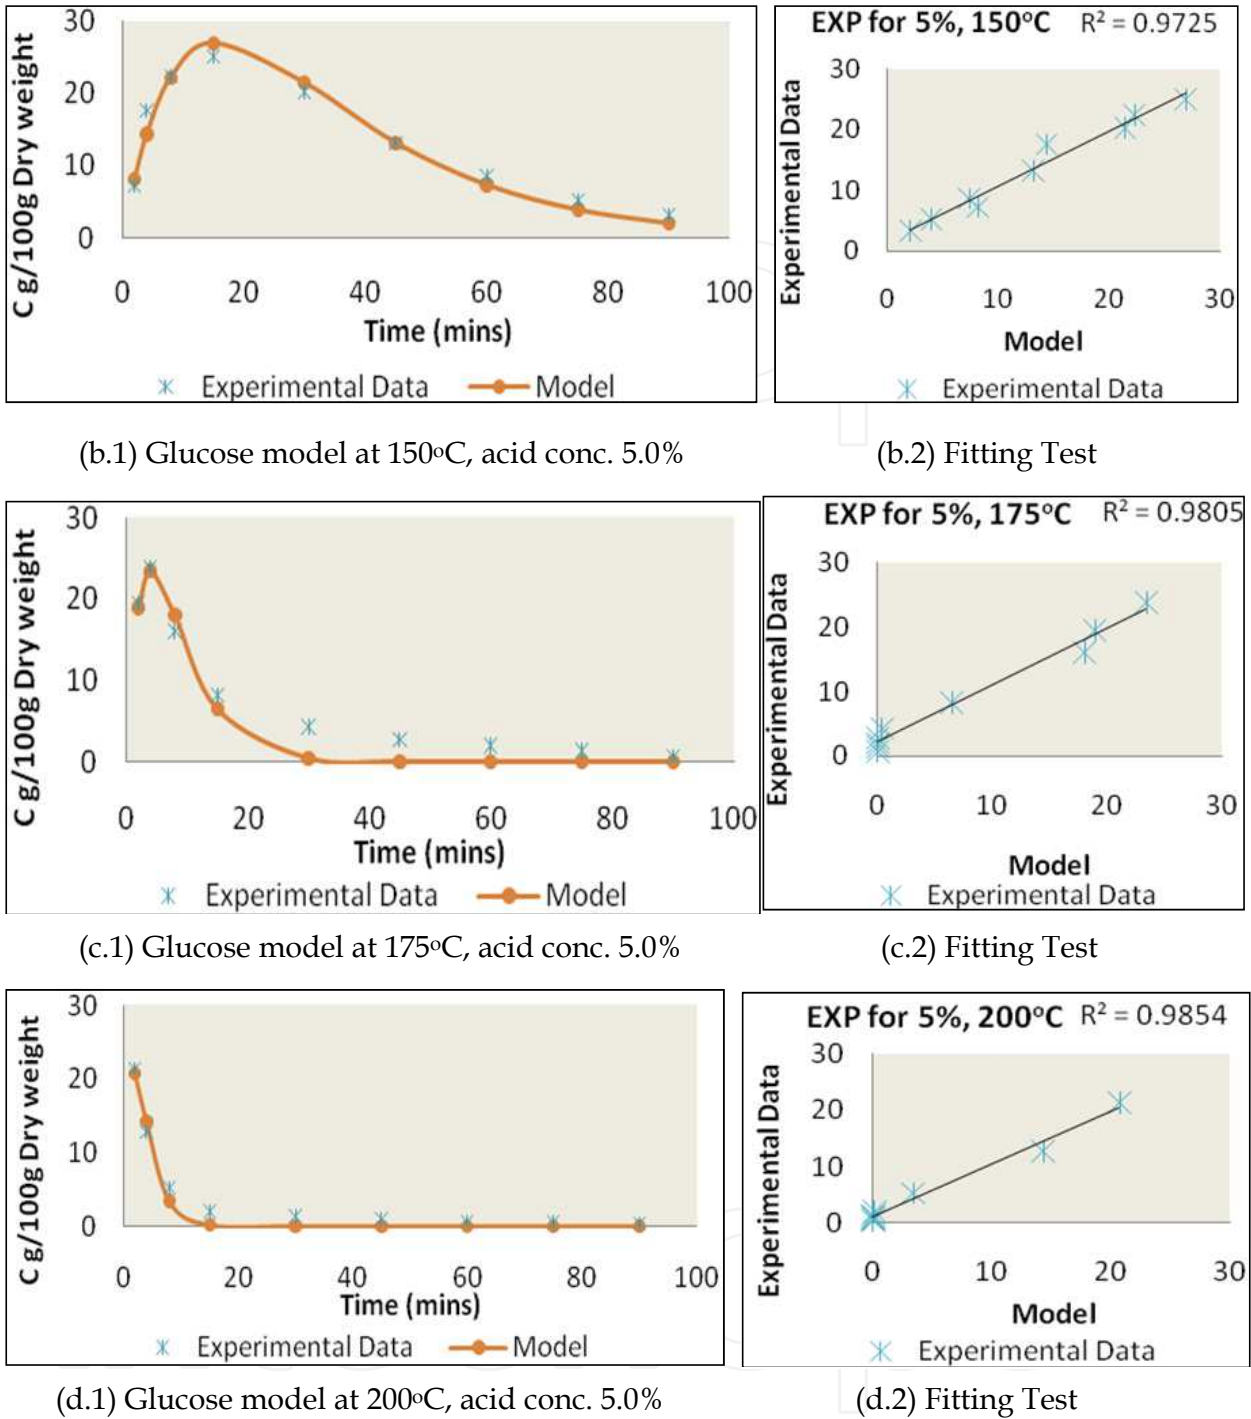 EXP for 5%, 150°C R² = 0.9725
C g/100g Dry weight
30
20
10
0
0 20 40 60 80 100
Time (mins)
Experimental Data Model
Experimental Data
30
20
10
0
0 10 20 30
Model
Experimental Data
(b.1) Glucose model at 150°C, acid conc. 5.0%
(b.2) Fitting Test
C g/100g Dry weight
30
20
10
0
0 20 40 60 80 100
Time (mins)
Experimental Data Model
EXP for 5%, 175°C R² = 0.9805
Experimental Data
30
20
10
0
0 10 20 30
Model
Experimental Data
(c.1) Glucose model at 175°C, acid conc. 5.0%
(c.2) Fitting Test
C g/100g Dry weight
30
20
10
0
0 20 40 60 80 100
Time (mins)
Experimental Data Model
EXP for 5%, 200°C R² = 0.9854
Experimental Data
30
20
10
0
0 10 20 30
Model
Experimental Data
(d.1) Glucose model at 200°C, acid conc. 5.0%
(d.2) Fitting Test